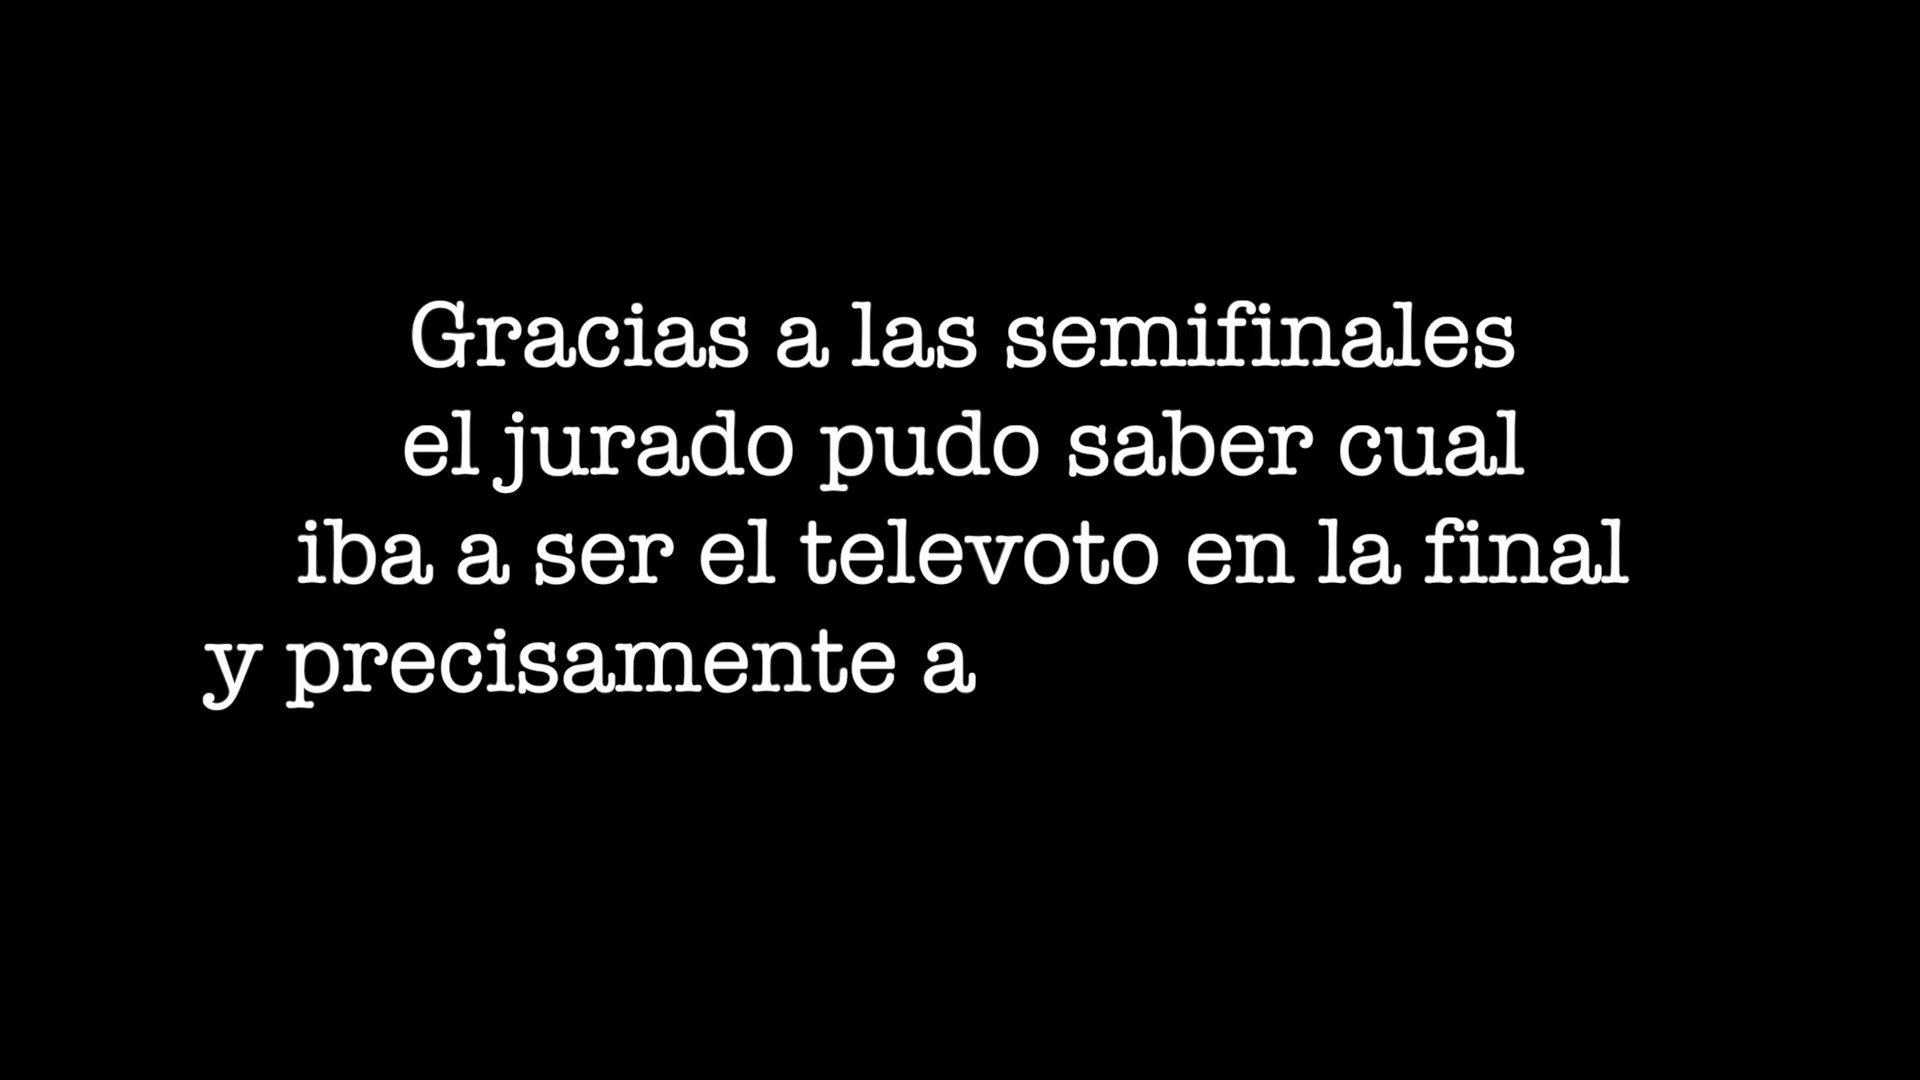 Gracias a las semifinales
el jurado pudo saber cual
iba a ser el televoto en la final
y precisamente a